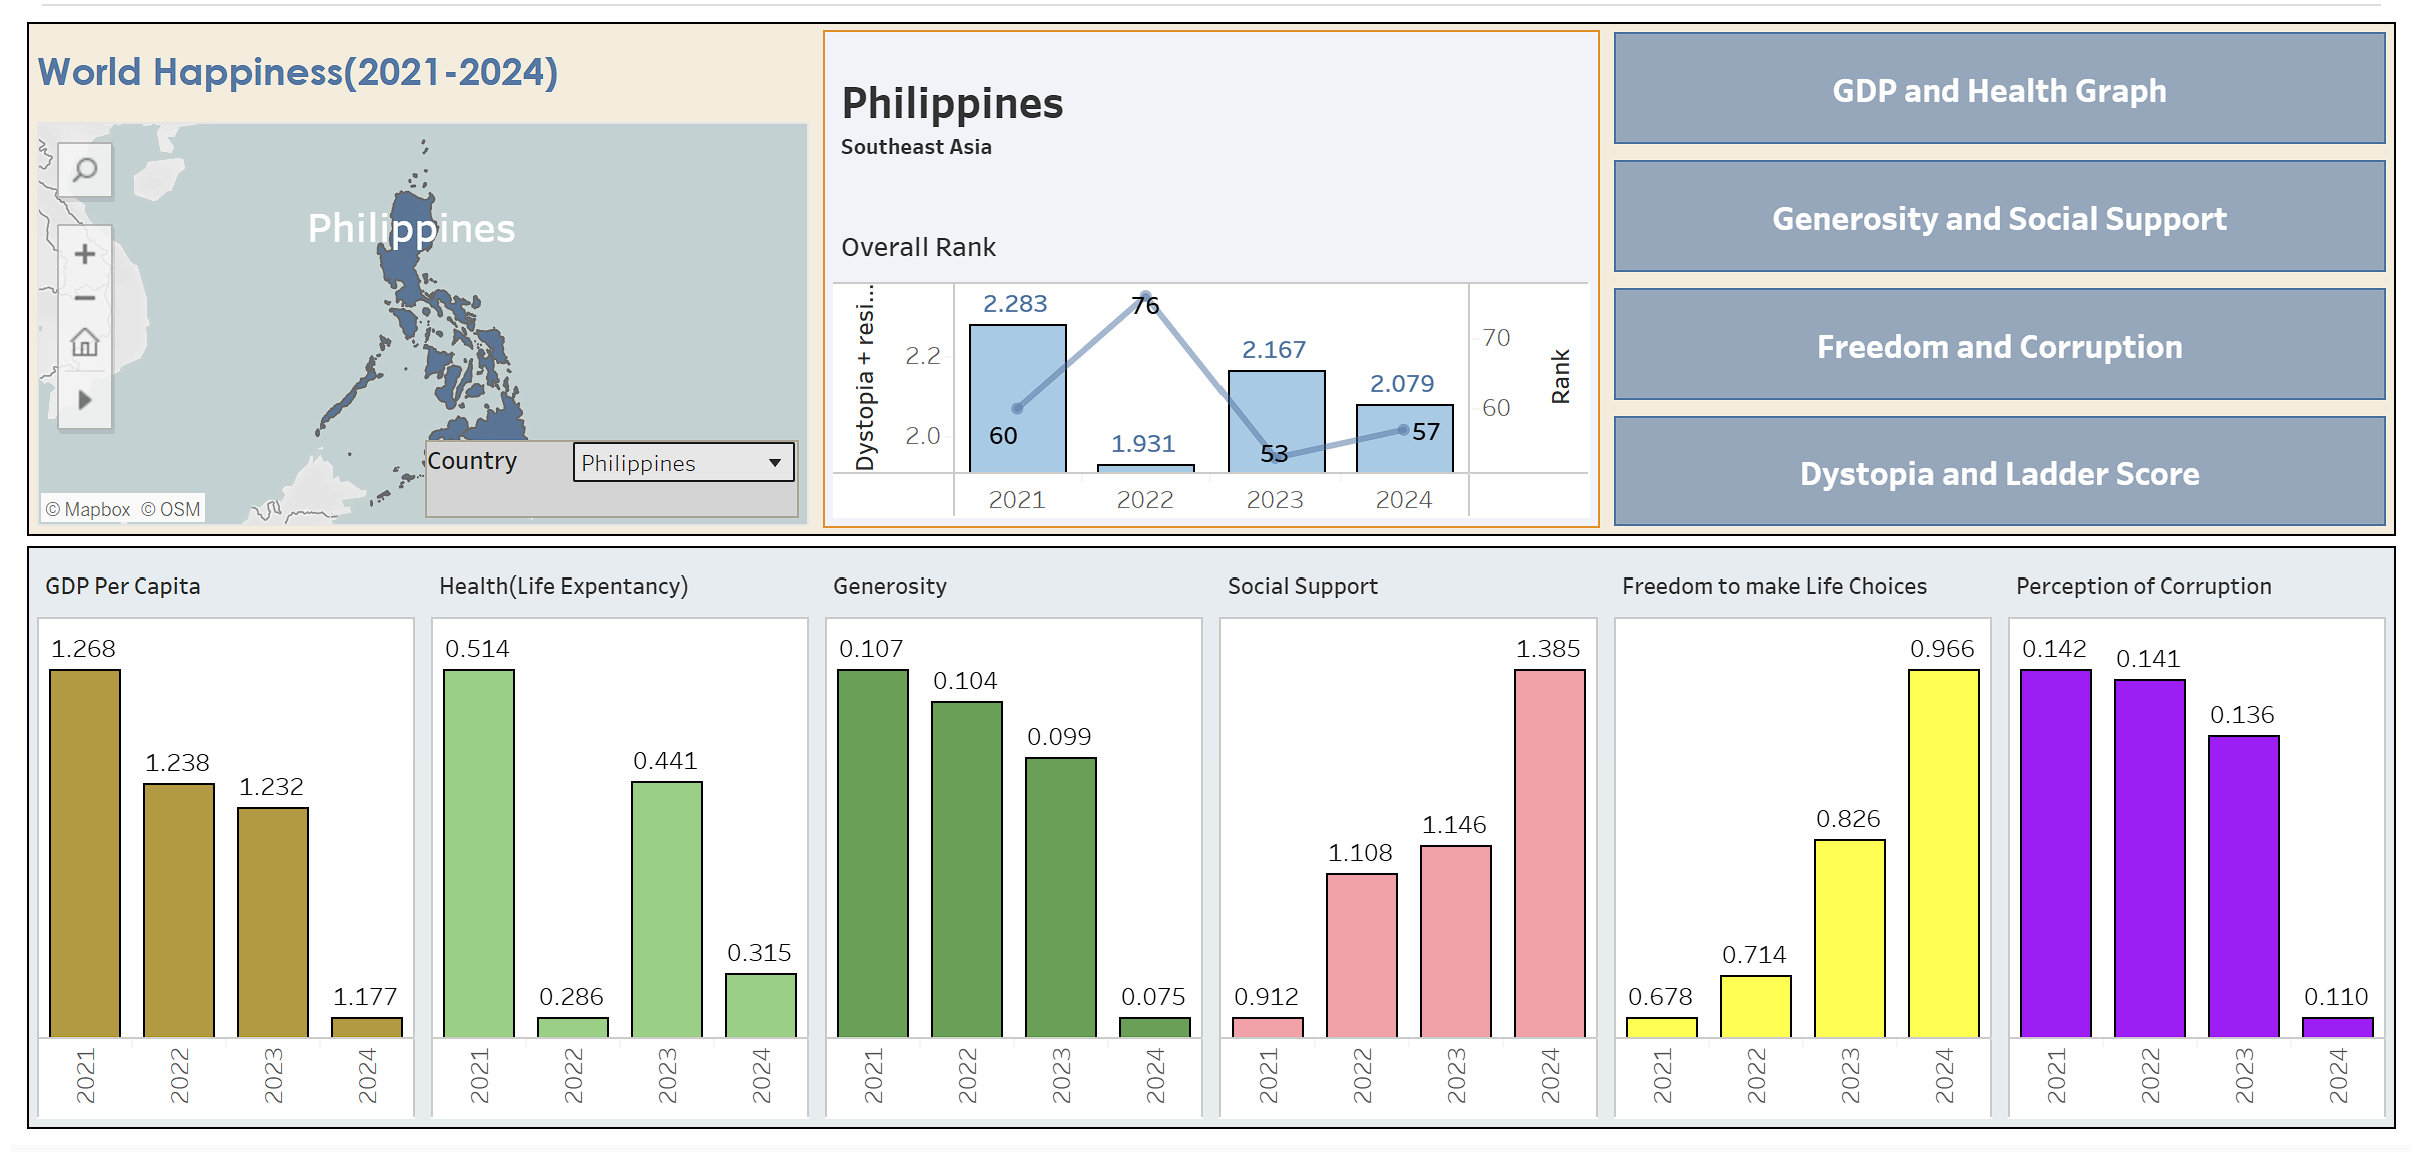 World Happiness(2021-2024)
Philippines
© Mapbox © OSM
Country
Philippines
Philippines
Southeast Asia
Overall Rank
Dystopia + resi...
2.2
2.0
2.283
1.931
2.167
2.079
60
76
53
57
70
60
Rank
2021 2022 2023 2024
GDP and Health Graph
Generosity and Social Support
Freedom and Corruption
Dystopia and Ladder Score
GDP Per Capita
1.268
1.238
1.232
1.177
2021 2022 2023 2024
Health(Life Expentancy)
0.514
0.286
0.441
0.315
2021 2022 2023 2024
Generosity
0.107
0.104
0.099
0.075
2021 2022 2023 2024
Social Support
0.912
1.108
1.146
1.385
2021 2022 2023 2024
Freedom to make Life Choices
0.678
0.714
0.826
0.966
2021 2022 2023 2024
Perception of Corruption
0.142
0.141
0.136
0.110
2021 2022 2023 2024